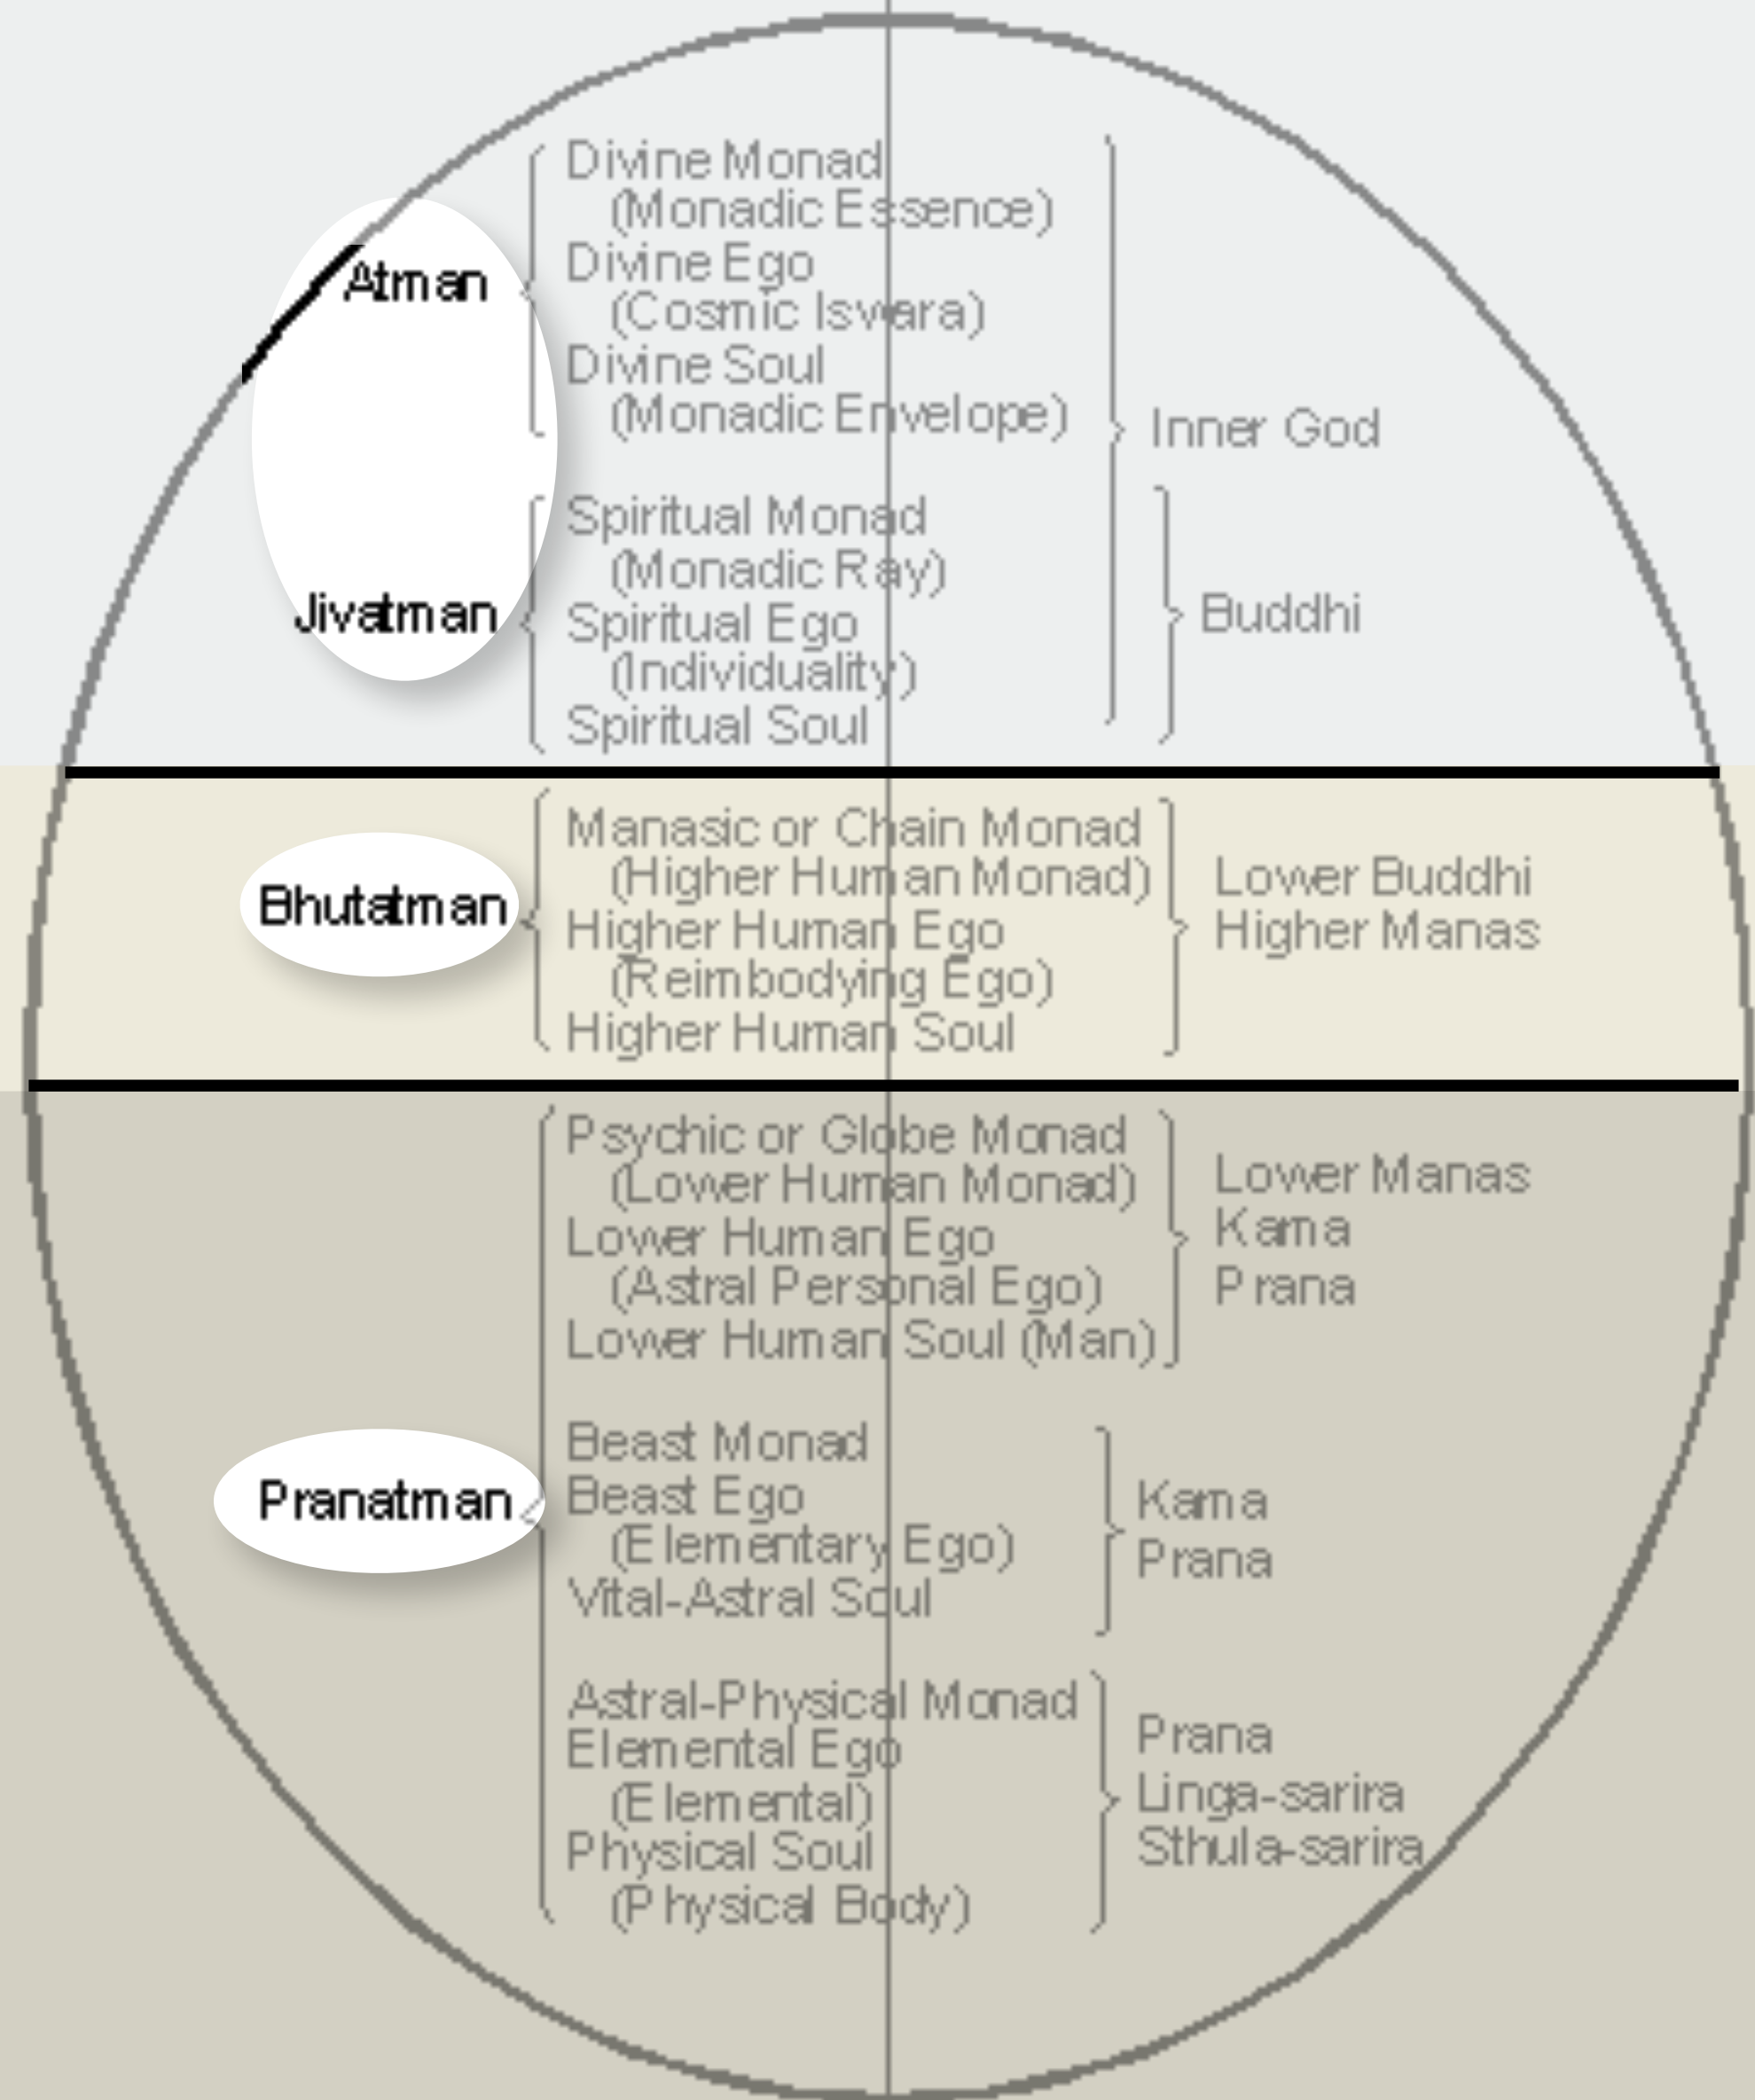 Atman
Divine Monad
(Monadic Essence)
Divine Ego
(Cosmic Iswara)
Divine Soul
(Monadic Envelope)
Inner God
Jivatman
Spiritual Monad
(Monadic Ray)
Spiritual Ego
(Individuality)
Spiritual Soul
Buddhi
Bhutatman
Manasic or Chain Monad
(Higher Human Monad)
Higher Human Ego
(Reimbodying Ego)
Higher Human Soul
Lower Buddhi
Higher Manas
Pranatman
Psychic or Globe Monad
(Lower Human Monad)
Lower Human Ego
(Astral Personal Ego)
Lower Human Soul (Man)
Lower Manas
Kama
Prana
Beast Monad
Beast Ego
(Elementary Ego)
Vital-Astral Soul
Kama
Prana
Astral-Physical Monad
Elemental Ego
(Elemental)
Physical Soul
(Physical Body)
Prana
Linga-sarira
Sthula-sarira